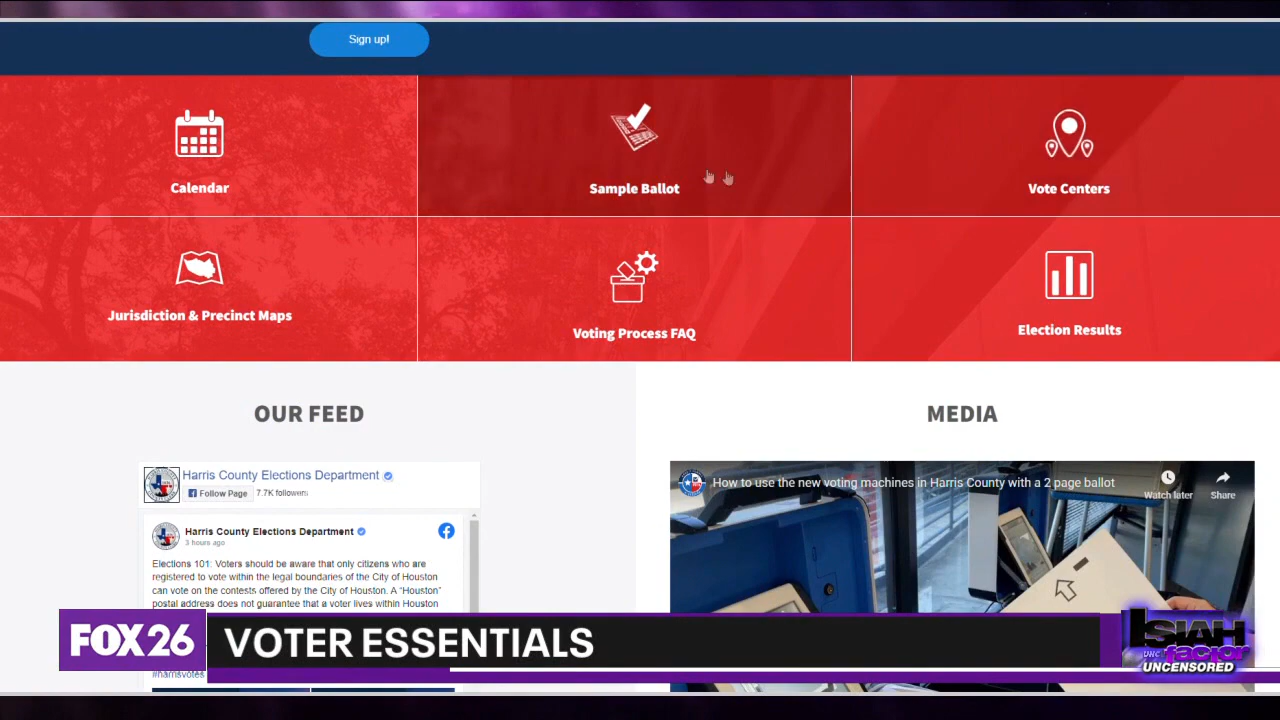 Sign up!
Calendar
Sample Ballot
Vote Centers
Jurisdiction & Precinct Maps
Voting Process FAQ
Election Results
OUR FEED
Harris County Elections Department
Follow Page
7.7K followers
Harris County Elections Department
3 hours ago
Elections 101: Voters should be aware that only citizens who are
registered to vote within the legal boundaries of the City of Houston
can vote on the contests offered by the City of Houston. A "Houston"
postal address does not guarantee that a voter lives within Houston
#harrisvotes
MEDIA
How to use the new voting machines in Harris County with a 2 page ballot
Watch later
Share
FOX 26
VOTER ESSENTIALS
ISIAH
factor
UNCENSORED